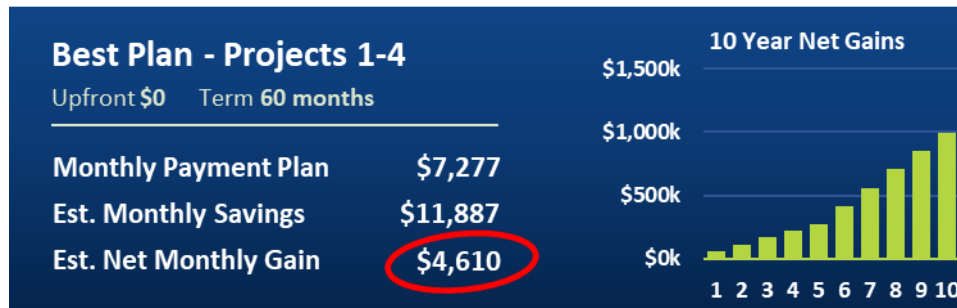 Best Plan - Projects 1-4
Upfront $0 Term 60 months
Monthly Payment Plan $7,277
Est. Monthly Savings $11,887
Est. Net Monthly Gain $4,610
10 Year Net Gains
$1,500k
$1,000k
$500k
$0k
1 2 3 4 5 6 7 8 9 10